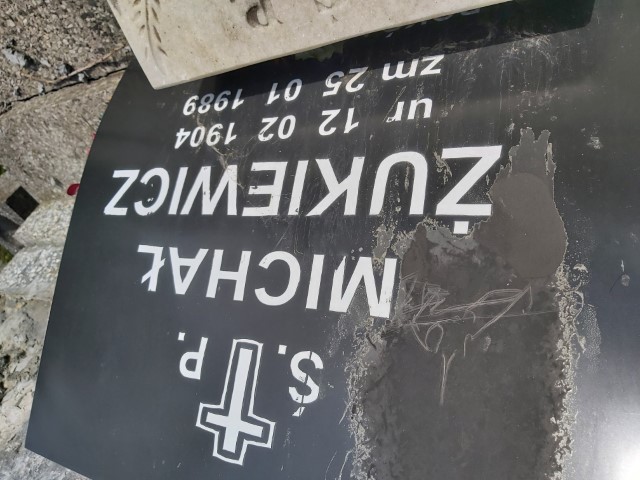 Ś. P.
MICHAŁ
ŻUKIEWICZ
ur 12 02 1904
zm 25 01 1989